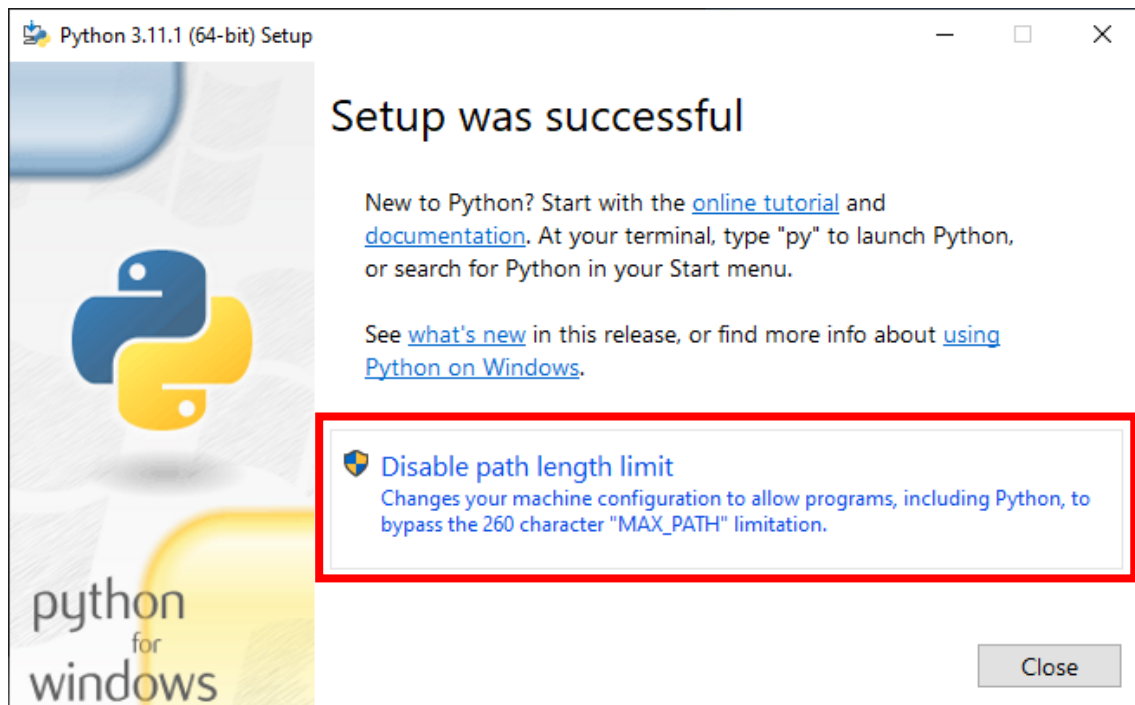 Python 3.11.1 (64-bit) Setup
Setup was successful
New to Python? Start with the online tutorial and
documentation. At your terminal, type "py" to launch Python,
or search for Python in your Start menu.
See what's new in this release, or find more info about using
Python on Windows.
Disable path length limit
Changes your machine configuration to allow programs, including Python, to
bypass the 260 character "MAX_PATH" limitation.
python
for
windows
Close